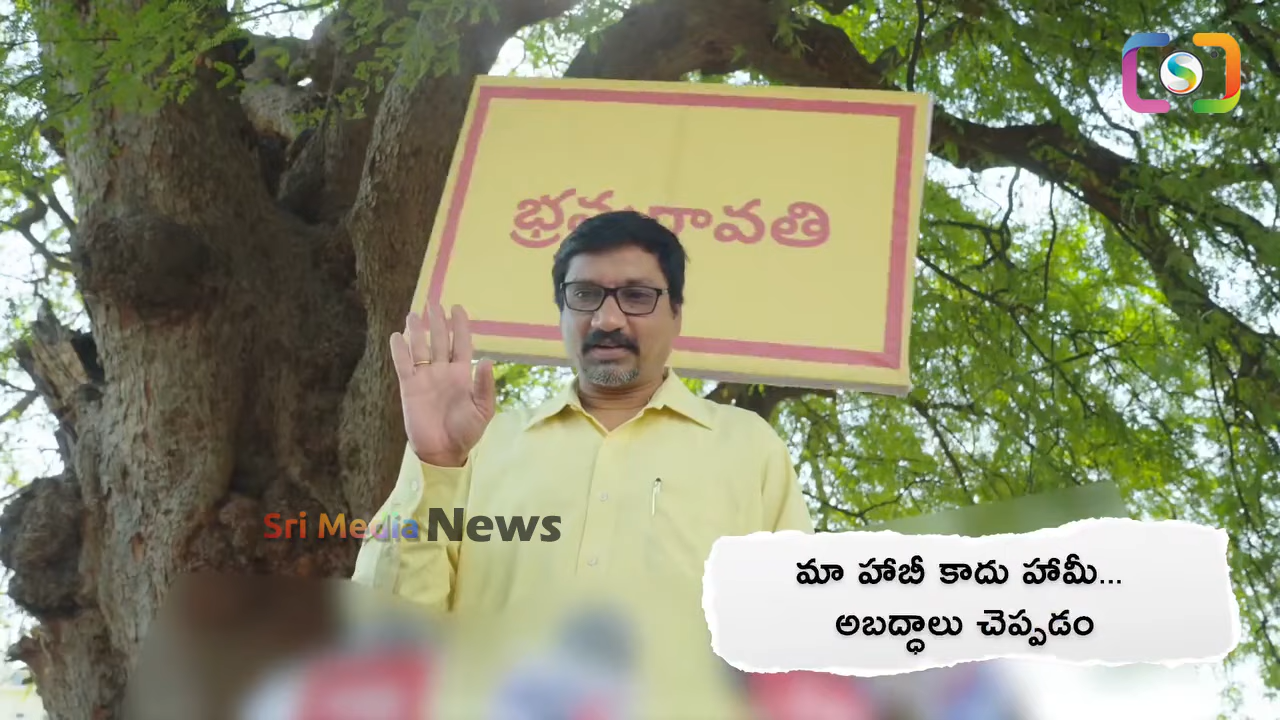 భ్రమరావతి
Sri Media News
మా హాబీ కాదు హామీ...
అబద్ధాలు చెప్పడం